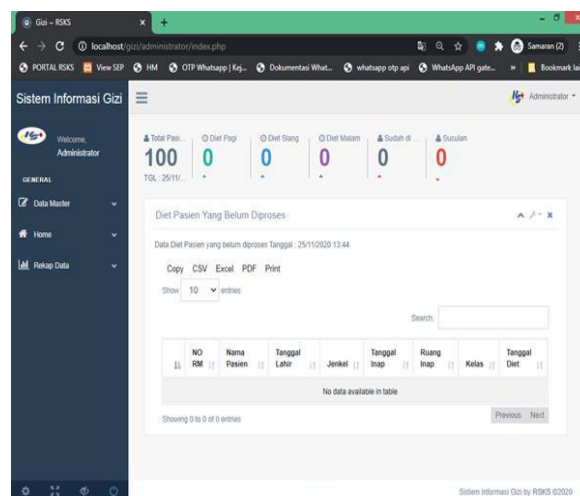 Gizi – RSKS
localhost/gizi/administrator/index.php
Samaran (2)
PORTAL RSKS View SEP HM OTP Whatsapp | Kej... Dokumentasi What... whatsapp otp api WhatsApp API gate... » Bookmark lai
Sistem Informasi Gizi
Administrator
Welcome,
Administrator
GENERAL
Data Master
Home
Rekap Data
Total Pasi... Diet Pagi Diet Siang Diet Malam Sudah di ... Susulan
100 0 0 0 0 0
TGL : 25/11/...
Diet Pasien Yang Belum Diproses
Data Diet Pasien yang belum diproses Tanggal : 25/11/2020 13:44
Copy CSV Excel PDF Print
Show 10 entries
Search:
NO RM Nama Pasien Tanggal Lahir Jenkel Tanggal Inap Ruang Inap Kelas Tanggal Diet
No data available in table
Showing 0 to 0 of 0 entries
Previous Next
Sistem Informasi Gizi by RSKS ©2020